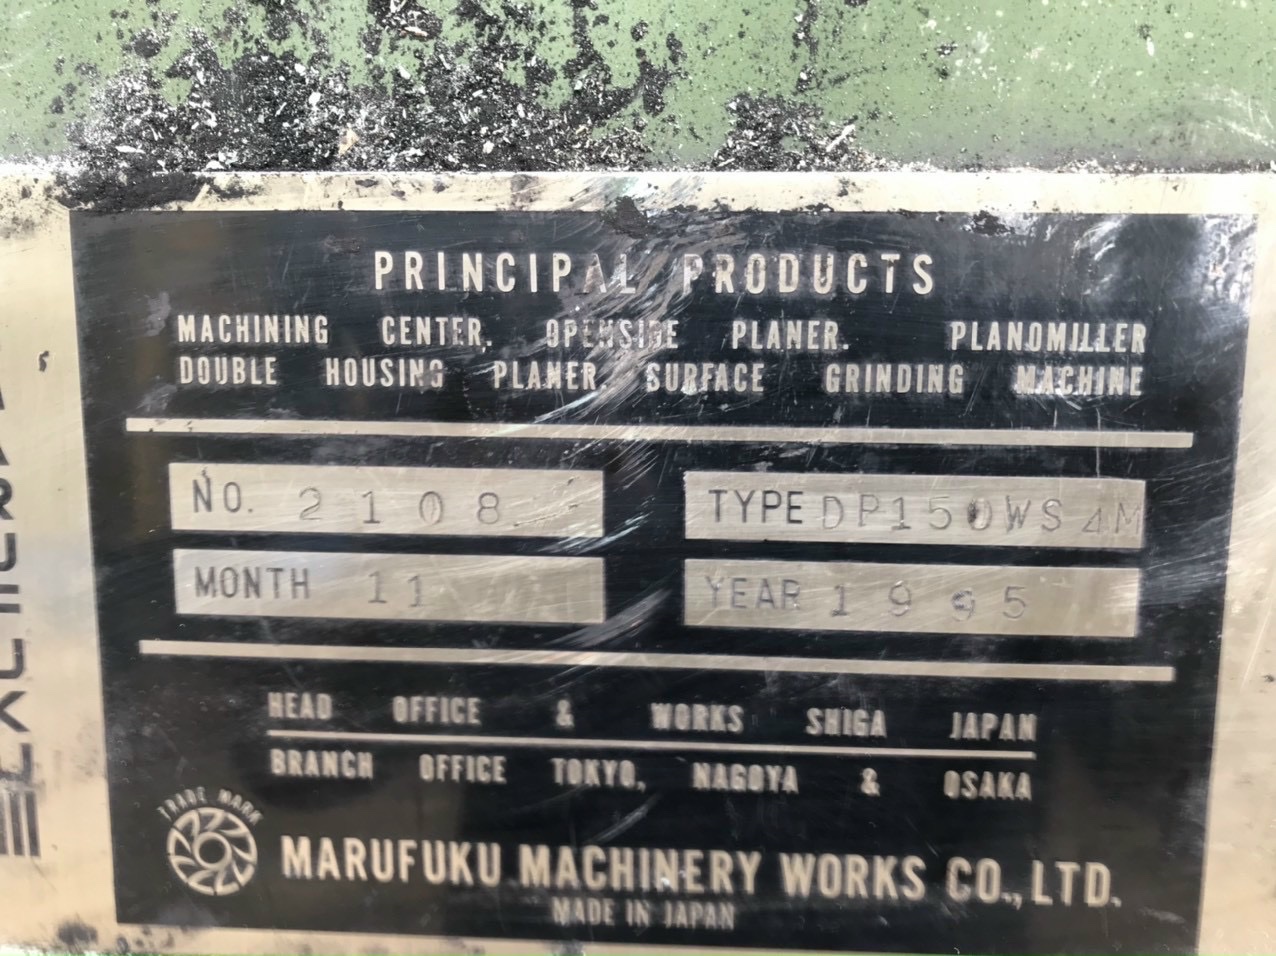 PRINCIPAL PRODUCTS
MACHINING CENTER. OPENSIDE PLANER. PLANOMILLER
DOUBLE HOUSING PLANER. SURFACE GRINDING MACHINE
NO. 2108 TYPE DP150WS 4M
MONTH 11 YEAR 1995
HEAD OFFICE & WORKS SHIGA JAPAN
BRANCH OFFICE TOKYO, NAGOYA & OSAKA
TRADE MARK
MARUFUKU MACHINERY WORKS CO., LTD.
MADE IN JAPAN